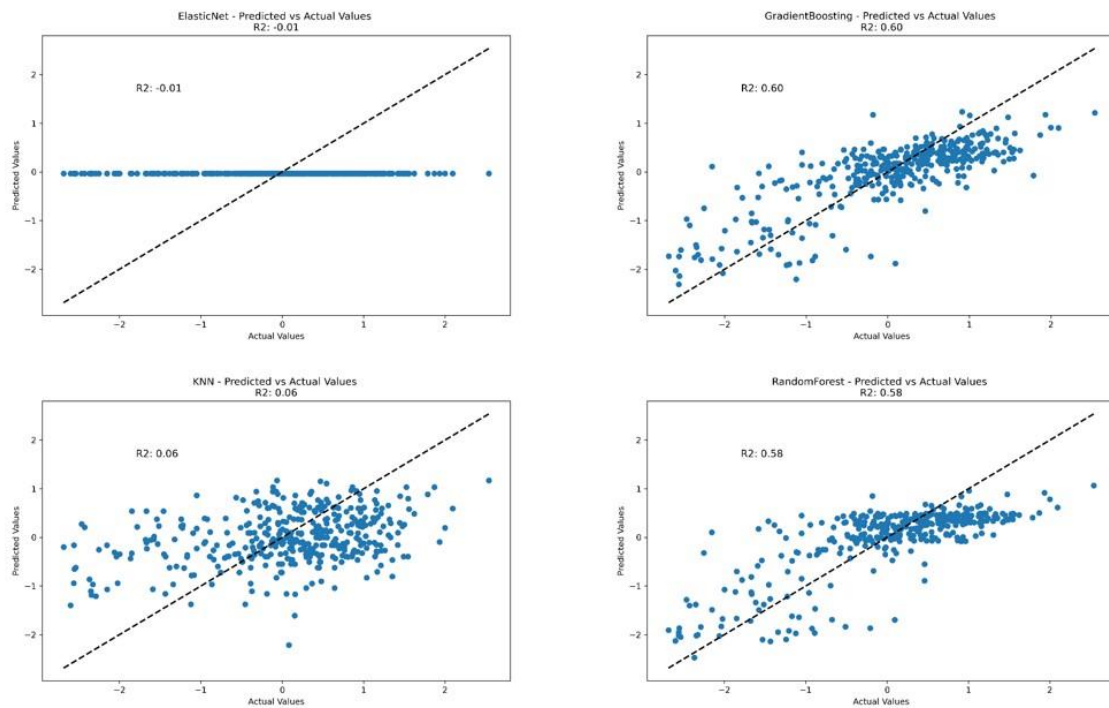 ElasticNet - Predicted vs Actual Values
R2: -0.01
R2: -0.01
Predicted Values
2
1
0
−1
−2
−2
−1
0
1
2
Actual Values
GradientBoosting - Predicted vs Actual Values
R2: 0.60
R2: 0.60
Predicted Values
2
1
0
−1
−2
−2
−1
0
1
2
Actual Values
KNN - Predicted vs Actual Values
R2: 0.06
R2: 0.06
Predicted Values
2
1
0
−1
−2
−2
−1
0
1
2
Actual Values
RandomForest - Predicted vs Actual Values
R2: 0.58
R2: 0.58
Predicted Values
2
1
0
−1
−2
−2
−1
0
1
2
Actual Values